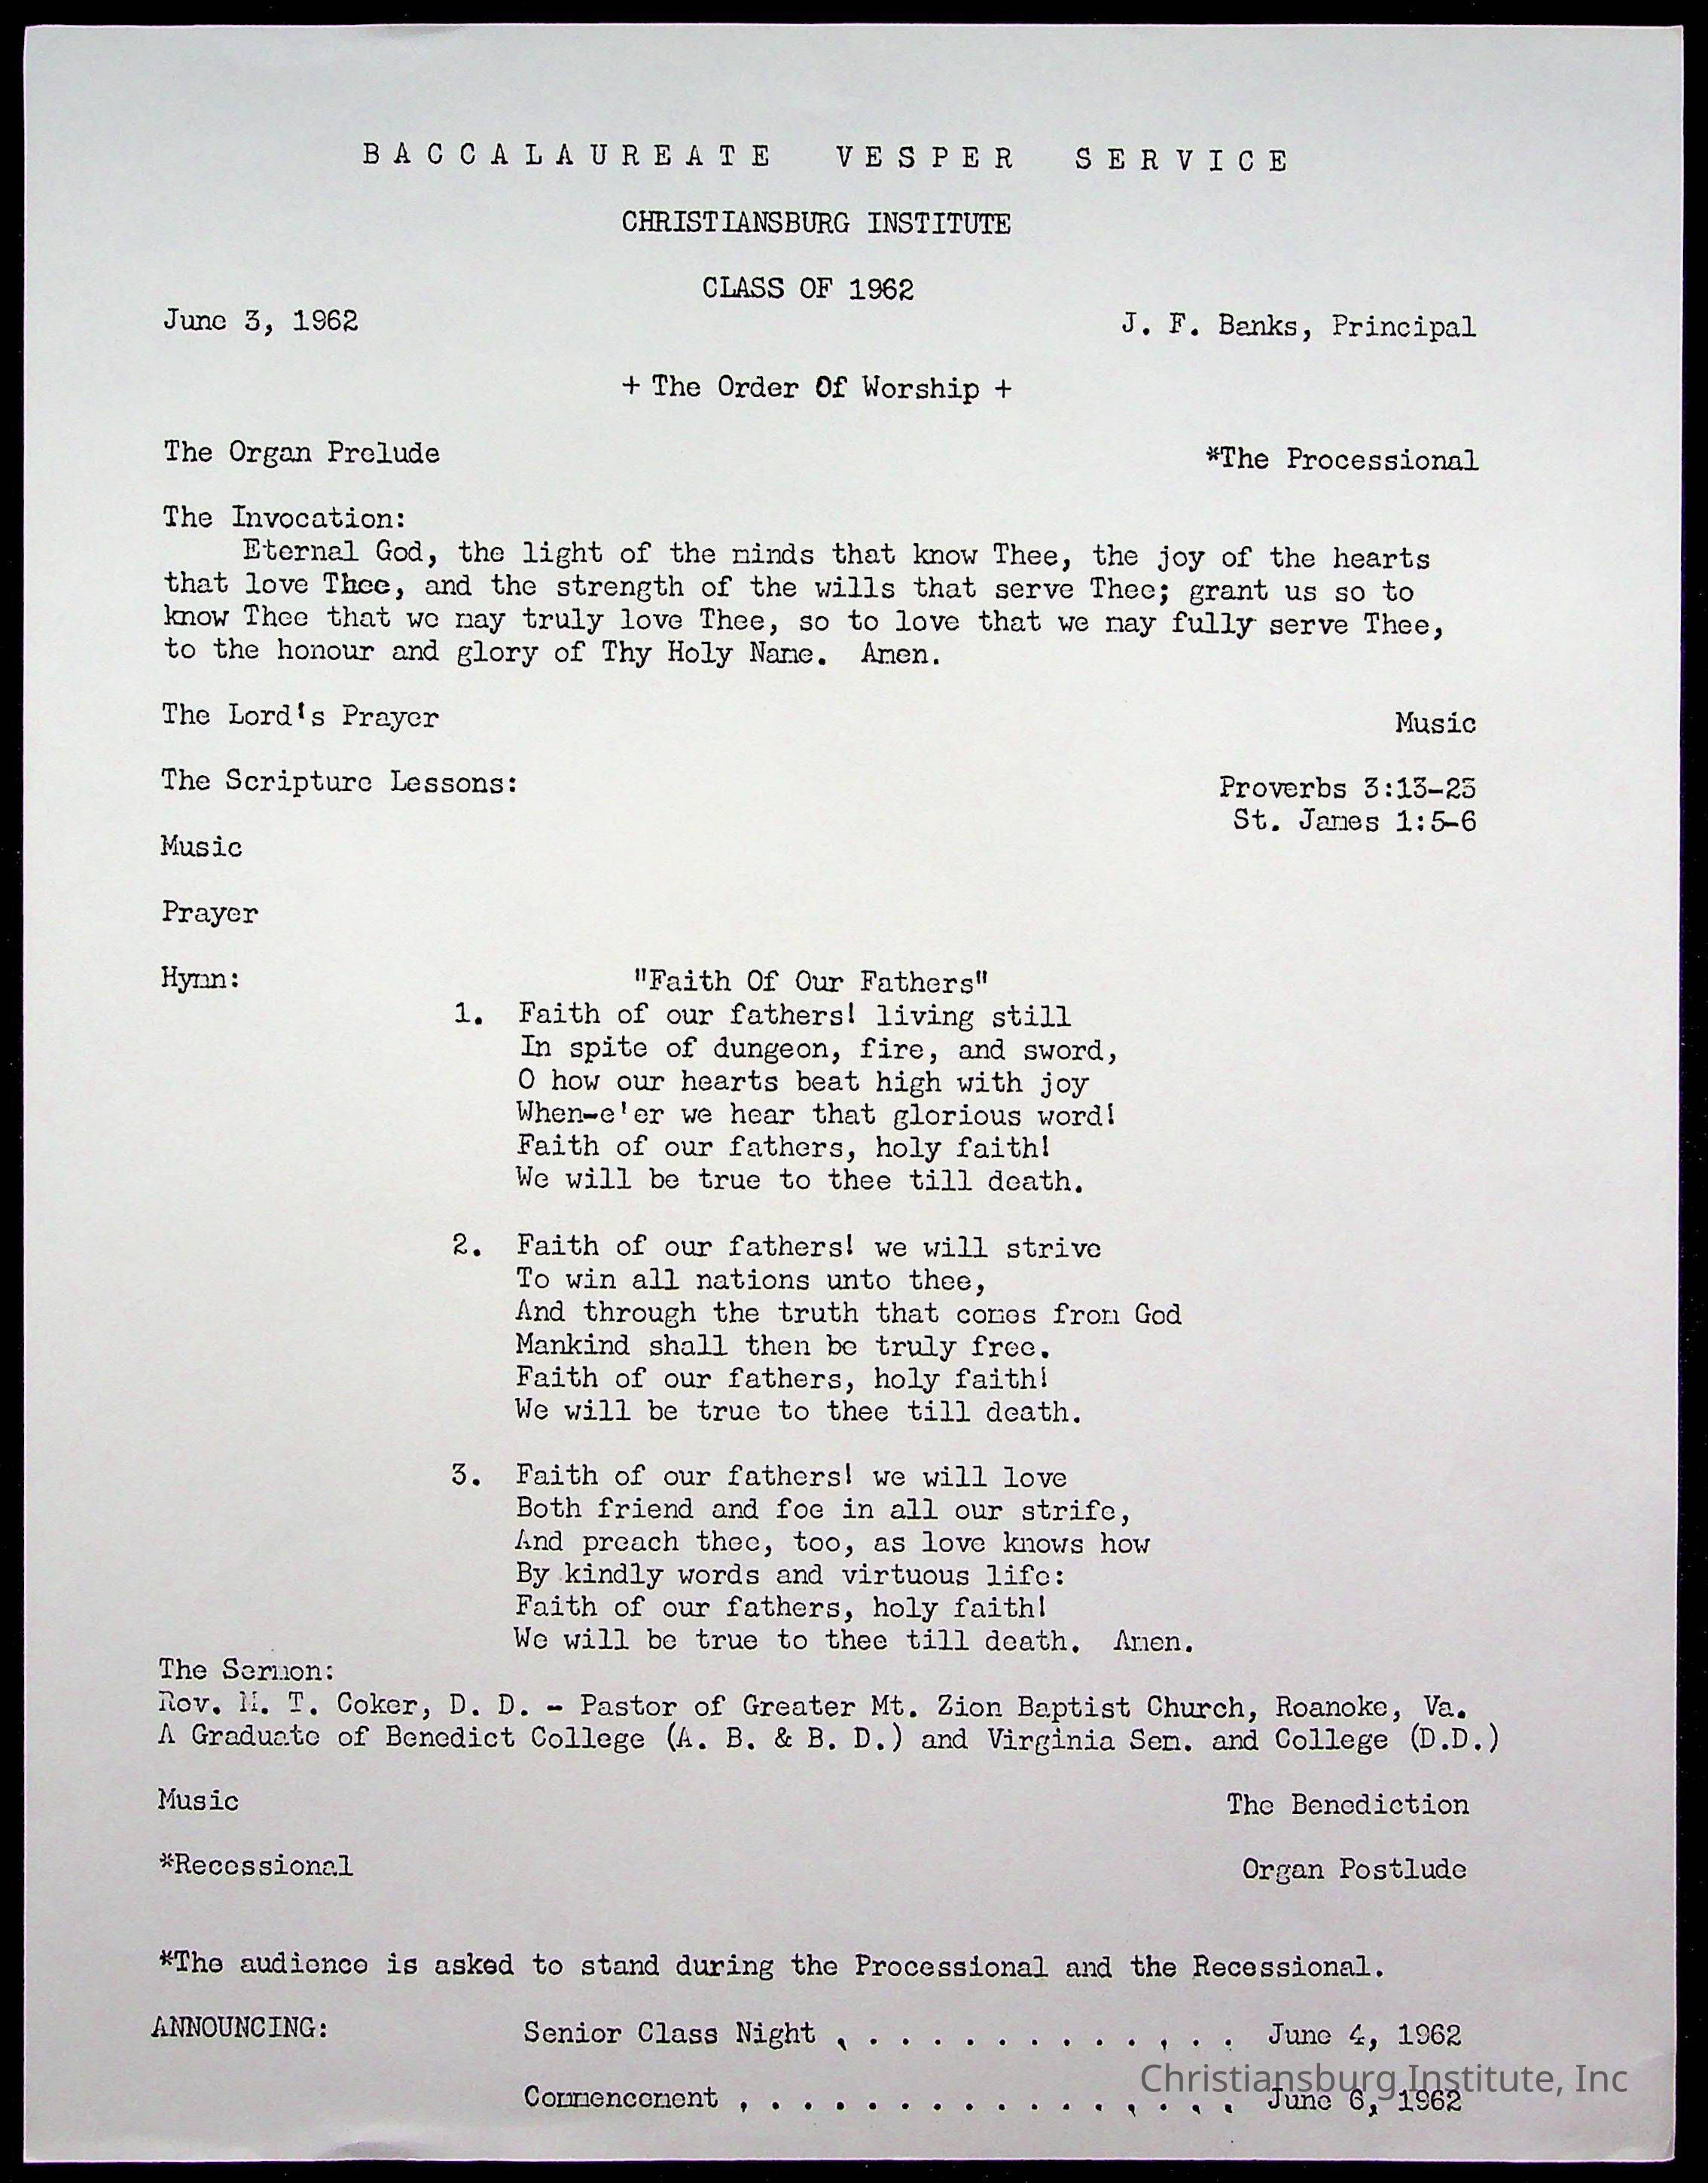 BACCALAUREATE VESPER SERVICE
CHRISTIANSBURG INSTITUTE
CLASS OF 1962
June 3, 1962 J. F. Banks, Principal
+ The Order Of Worship +
The Organ Prelude *The Processional
The Invocation:
Eternal God, the light of the minds that know Thee, the joy of the hearts
that love Thee, and the strength of the wills that serve Thee; grant us so to
know Thee that we may truly love Thee, so to love that we may fully serve Thee,
to the honour and glory of Thy Holy Name. Amen.
The Lord's Prayer Music
The Scripture Lessons: Proverbs 3:13-23
St. James 1:5-6
Music
Prayer
Hymn: "Faith Of Our Fathers"
1. Faith of our fathers! living still
In spite of dungeon, fire, and sword,
O how our hearts beat high with joy
When-e'er we hear that glorious word!
Faith of our fathers, holy faith!
We will be true to thee till death.
2. Faith of our fathers! we will strive
To win all nations unto thee,
And through the truth that comes from God
Mankind shall then be truly free.
Faith of our fathers, holy faith!
We will be true to thee till death.
3. Faith of our fathers! we will love
Both friend and foe in all our strife,
And preach thee, too, as love knows how
By kindly words and virtuous life:
Faith of our fathers, holy faith!
We will be true to thee till death. Amen.
The Sermon:
Rev. T. Coker, D. D. - Pastor of Greater Mt. Zion Baptist Church, Roanoke, Va.
A Graduate of Benedict College (A. B. & B. D.) and Virginia Sem. and College (D.D.)
Music The Benediction
*Recessional Organ Postlude
*The audience is asked to stand during the Processional and the Recessional.
ANNOUNCING: Senior Class Night . . . . . . . . . . . . . June 4, 1962
Christiansburg Institute, Inc
Commencement . . . . . . . . . . . . . . . . June 6, 1962